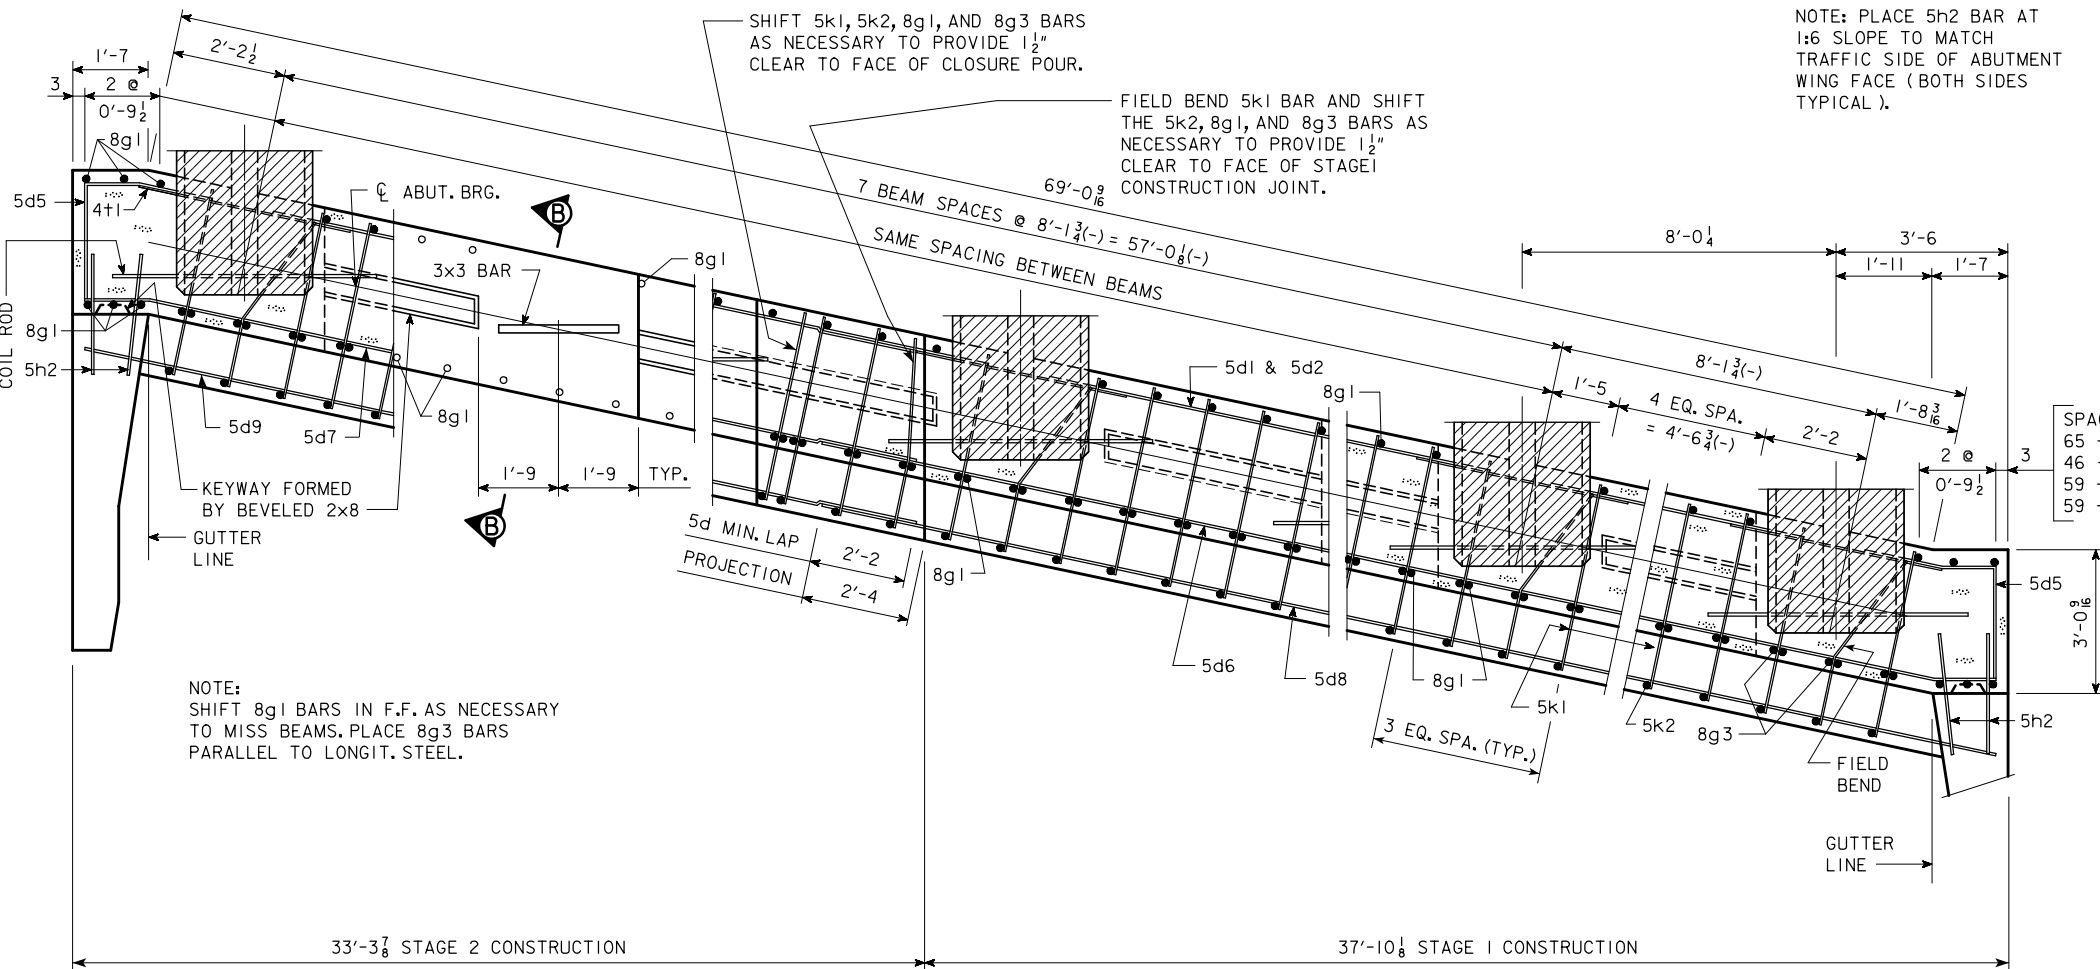 SHIFT 5k1, 5k2, 8g1, AND 8g3 BARS
AS NECESSARY TO PROVIDE 1½"
CLEAR TO FACE OF CLOSURE POUR.
NOTE: PLACE 5h2 BAR AT
1:6 SLOPE TO MATCH
TRAFFIC SIDE OF ABUTMENT
WING FACE (BOTH SIDES
TYPICAL).
FIELD BEND 5k1 BAR AND SHIFT
THE 5k2, 8g1, AND 8g3 BARS AS
NECESSARY TO PROVIDE 1½"
CLEAR TO FACE OF STAGE1
CONSTRUCTION JOINT.
1'-7
2'-2½
3
2 @
0'-9½
8g1
5d5
4t1
℄ ABUT. BRG.
B
3x3 BAR
8g1
69'-0 9/16
7 BEAM SPACES @ 8'-1¾(-) = 57'-0⅛(-)
SAME SPACING BETWEEN BEAMS
8'-0¼
3'-6
1'-11
1'-7
COIL ROD
8g1
5h2
5d9
5d7
8g1
KEYWAY FORMED
BY BEVELED 2x8
GUTTER
LINE
1'-9
1'-9
TYP.
B
5d MIN. LAP
2'-2
PROJECTION
2'-4
8g1
5d1 & 5d2
8g1
8'-1¾(-)
1'-5
4 EQ. SPA.
= 4'-6¾(-)
2'-2
1'-8 3/16
2 @
0'-9½
3
SPAC
65
46
59
59
5d5
3'-0 9/16
5h2
5d6
5d8
8g1
5k1
5k2
8g3
3 EQ. SPA. (TYP.)
FIELD
BEND
GUTTER
LINE
NOTE:
SHIFT 8g1 BARS IN F.F. AS NECESSARY
TO MISS BEAMS. PLACE 8g3 BARS
PARALLEL TO LONGIT. STEEL.
33'-3⅞ STAGE 2 CONSTRUCTION
37'-10⅛ STAGE 1 CONSTRUCTION